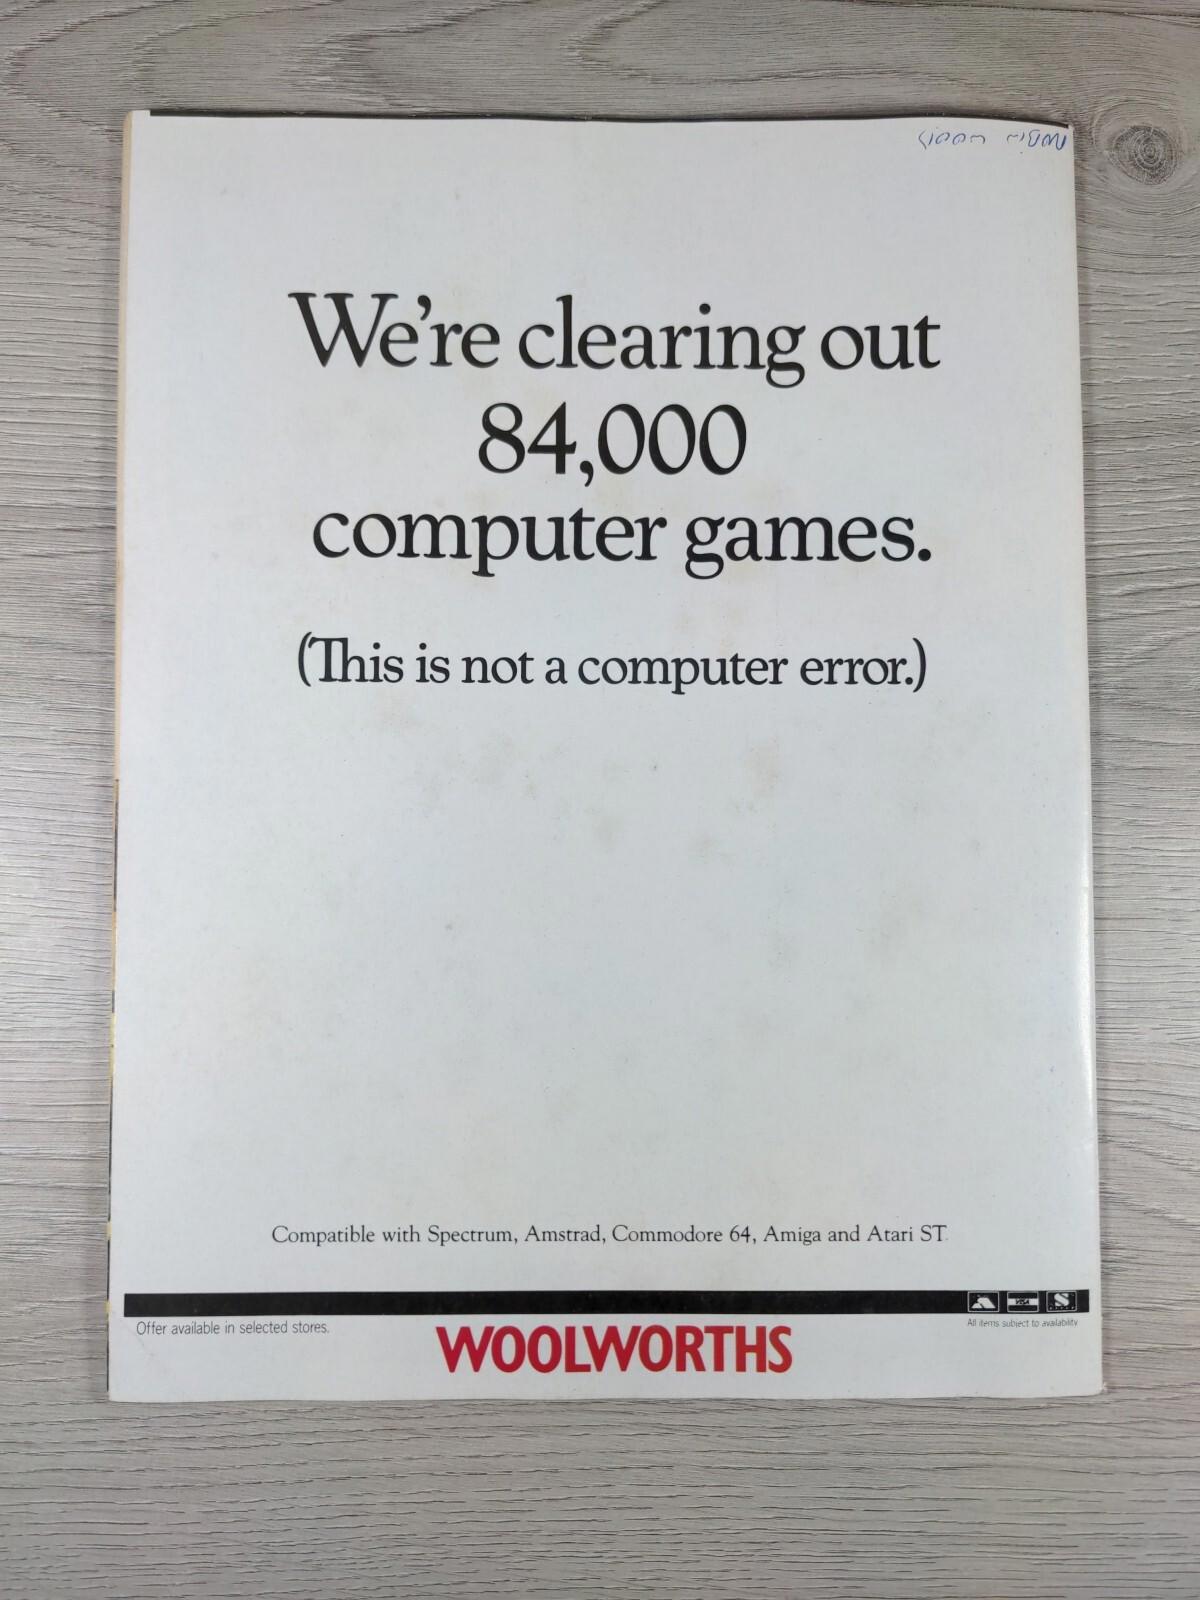 We're clearing out
84,000
computer games.
(This is not a computer error.)
Compatible with Spectrum, Amstrad, Commodore 64, Amiga and Atari ST.
VISA
Offer available in selected stores.
All items subject to availability
WOOLWORTHS